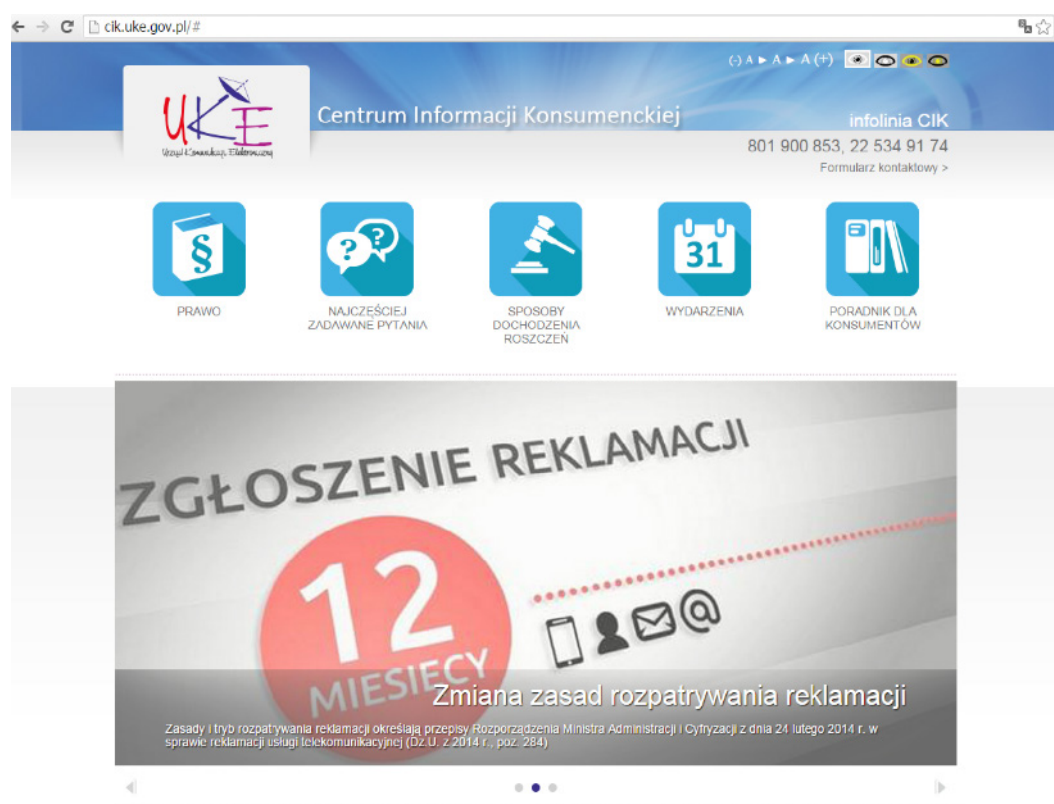 cik.uke.gov.pl/#
(-) A ► A ► A (+)
UKE
Urząd Komunikacji Elektronicznej
Centrum Informacji Konsumenckiej
infolinia CIK
801 900 853, 22 534 91 74
Formularz kontaktowy >
§
PRAWO
? ?
NAJCZĘŚCIEJ
ZADAWANE PYTANIA
SPOSOBY
DOCHODZENIA
ROSZCZEŃ
31
WYDARZENIA
PORADNIK DLA
KONSUMENTÓW
ZGŁOSZENIE REKLAMACJI
12
MIESIĘCY
@
Zmiana zasad rozpatrywania reklamacji
Zasady i tryb rozpatrywania reklamacji określają przepisy Rozporządzenia Ministra Administracji i Cyfryzacji z dnia 24 lutego 2014 r. w
sprawie reklamacji usługi telekomunikacyjnej (Dz.U. z 2014 r., poz. 284)